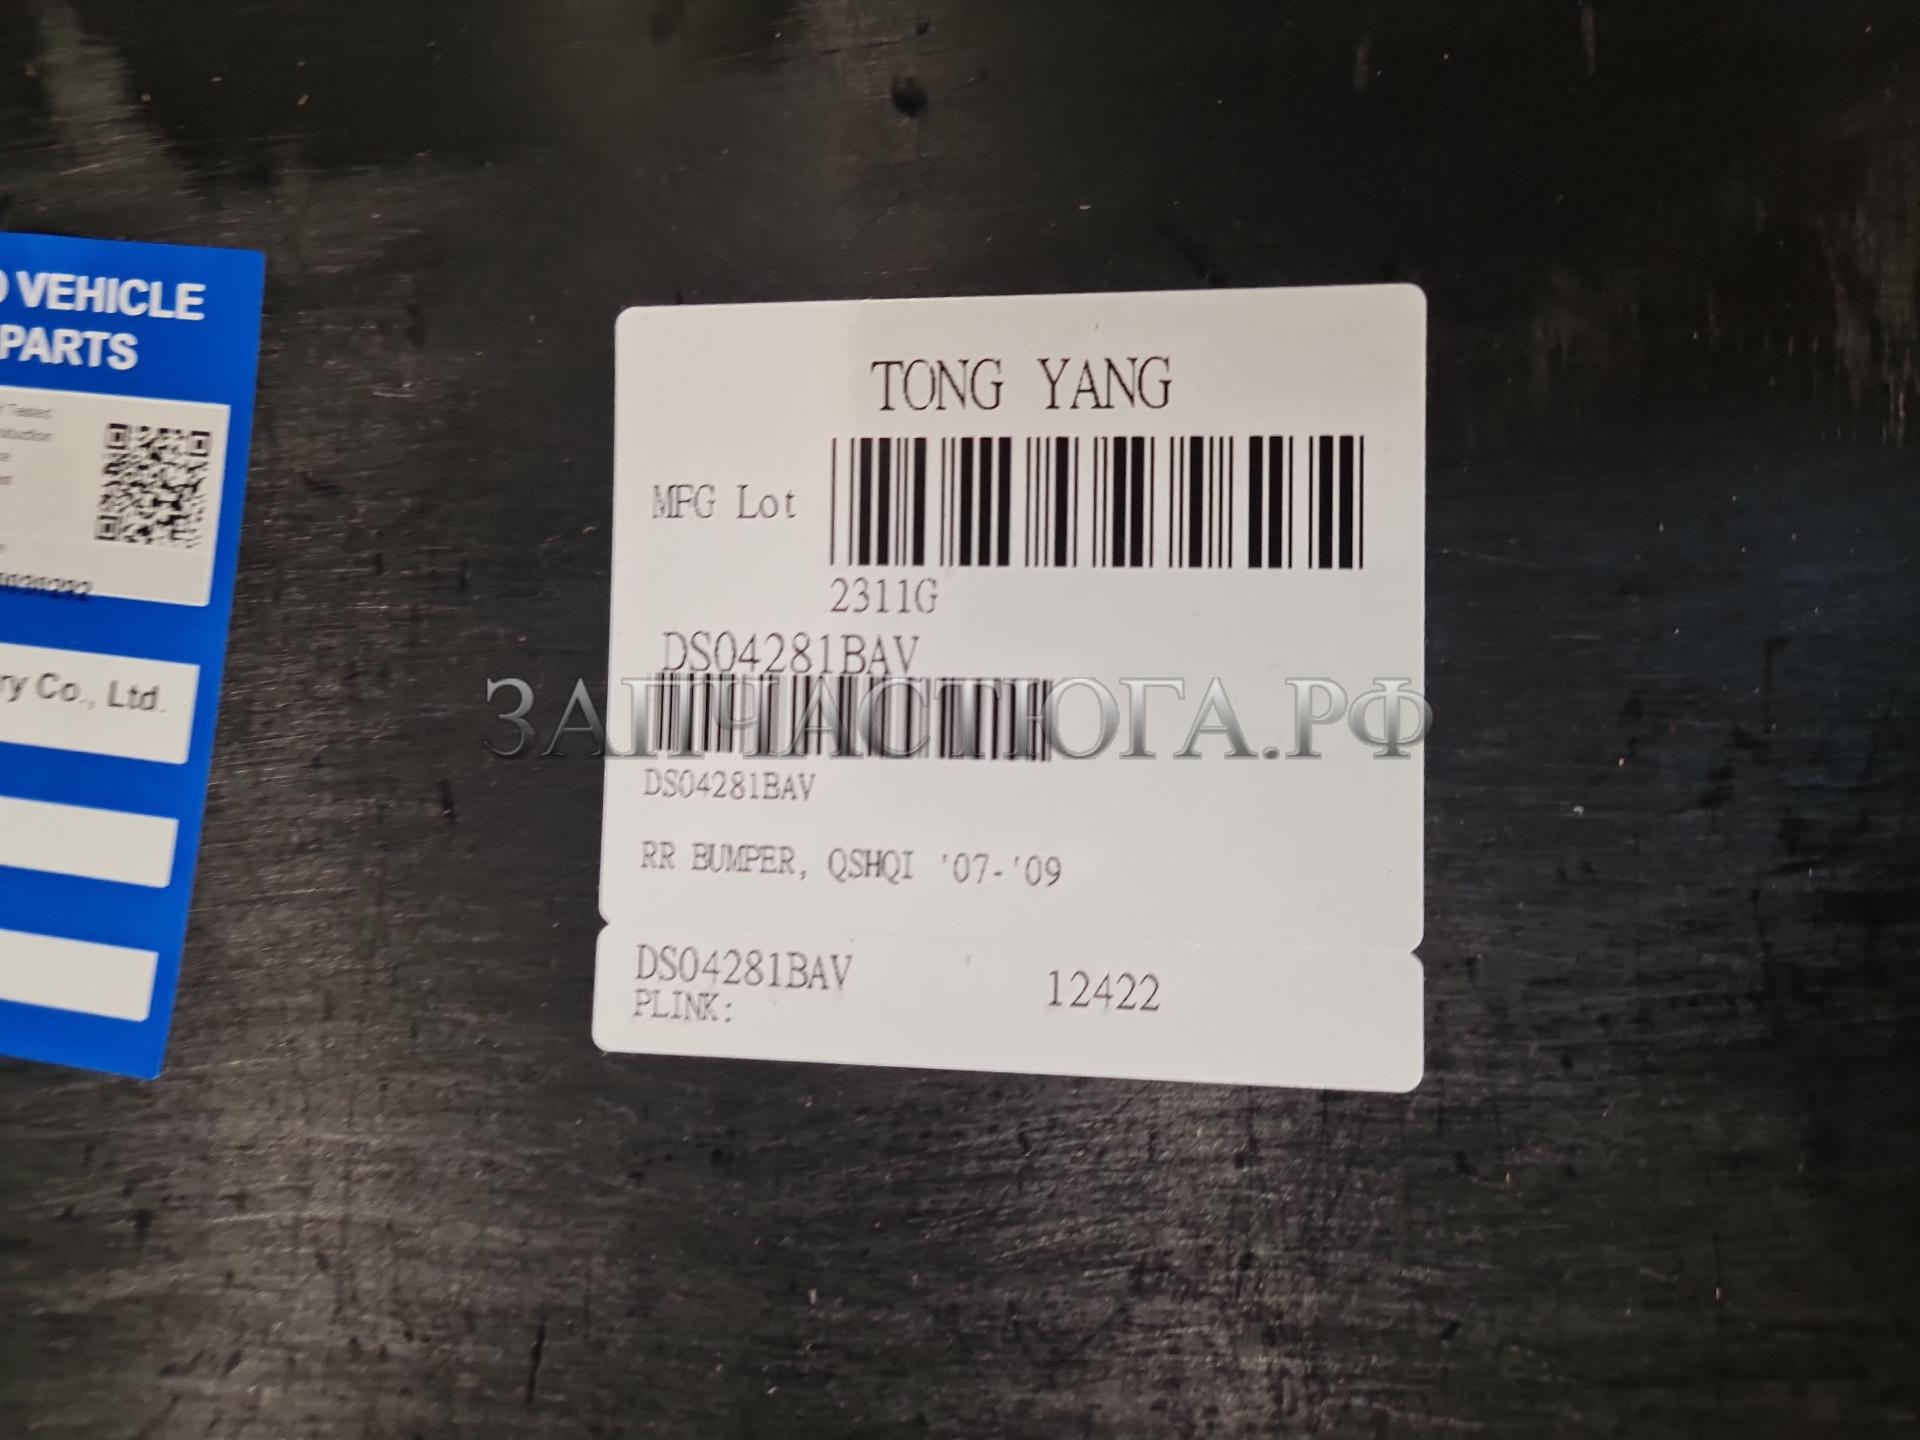 VEHICLE
PARTS
Tested
ry Co., Ltd.
TONG YANG
MFG Lot
2311G
DS04281BAV
ЗАПЧАСТЮГА.РФ
DS04281BAV
RR BUMPER, QSHQI '07-'09
DS04281BAV 12422
PLINK: